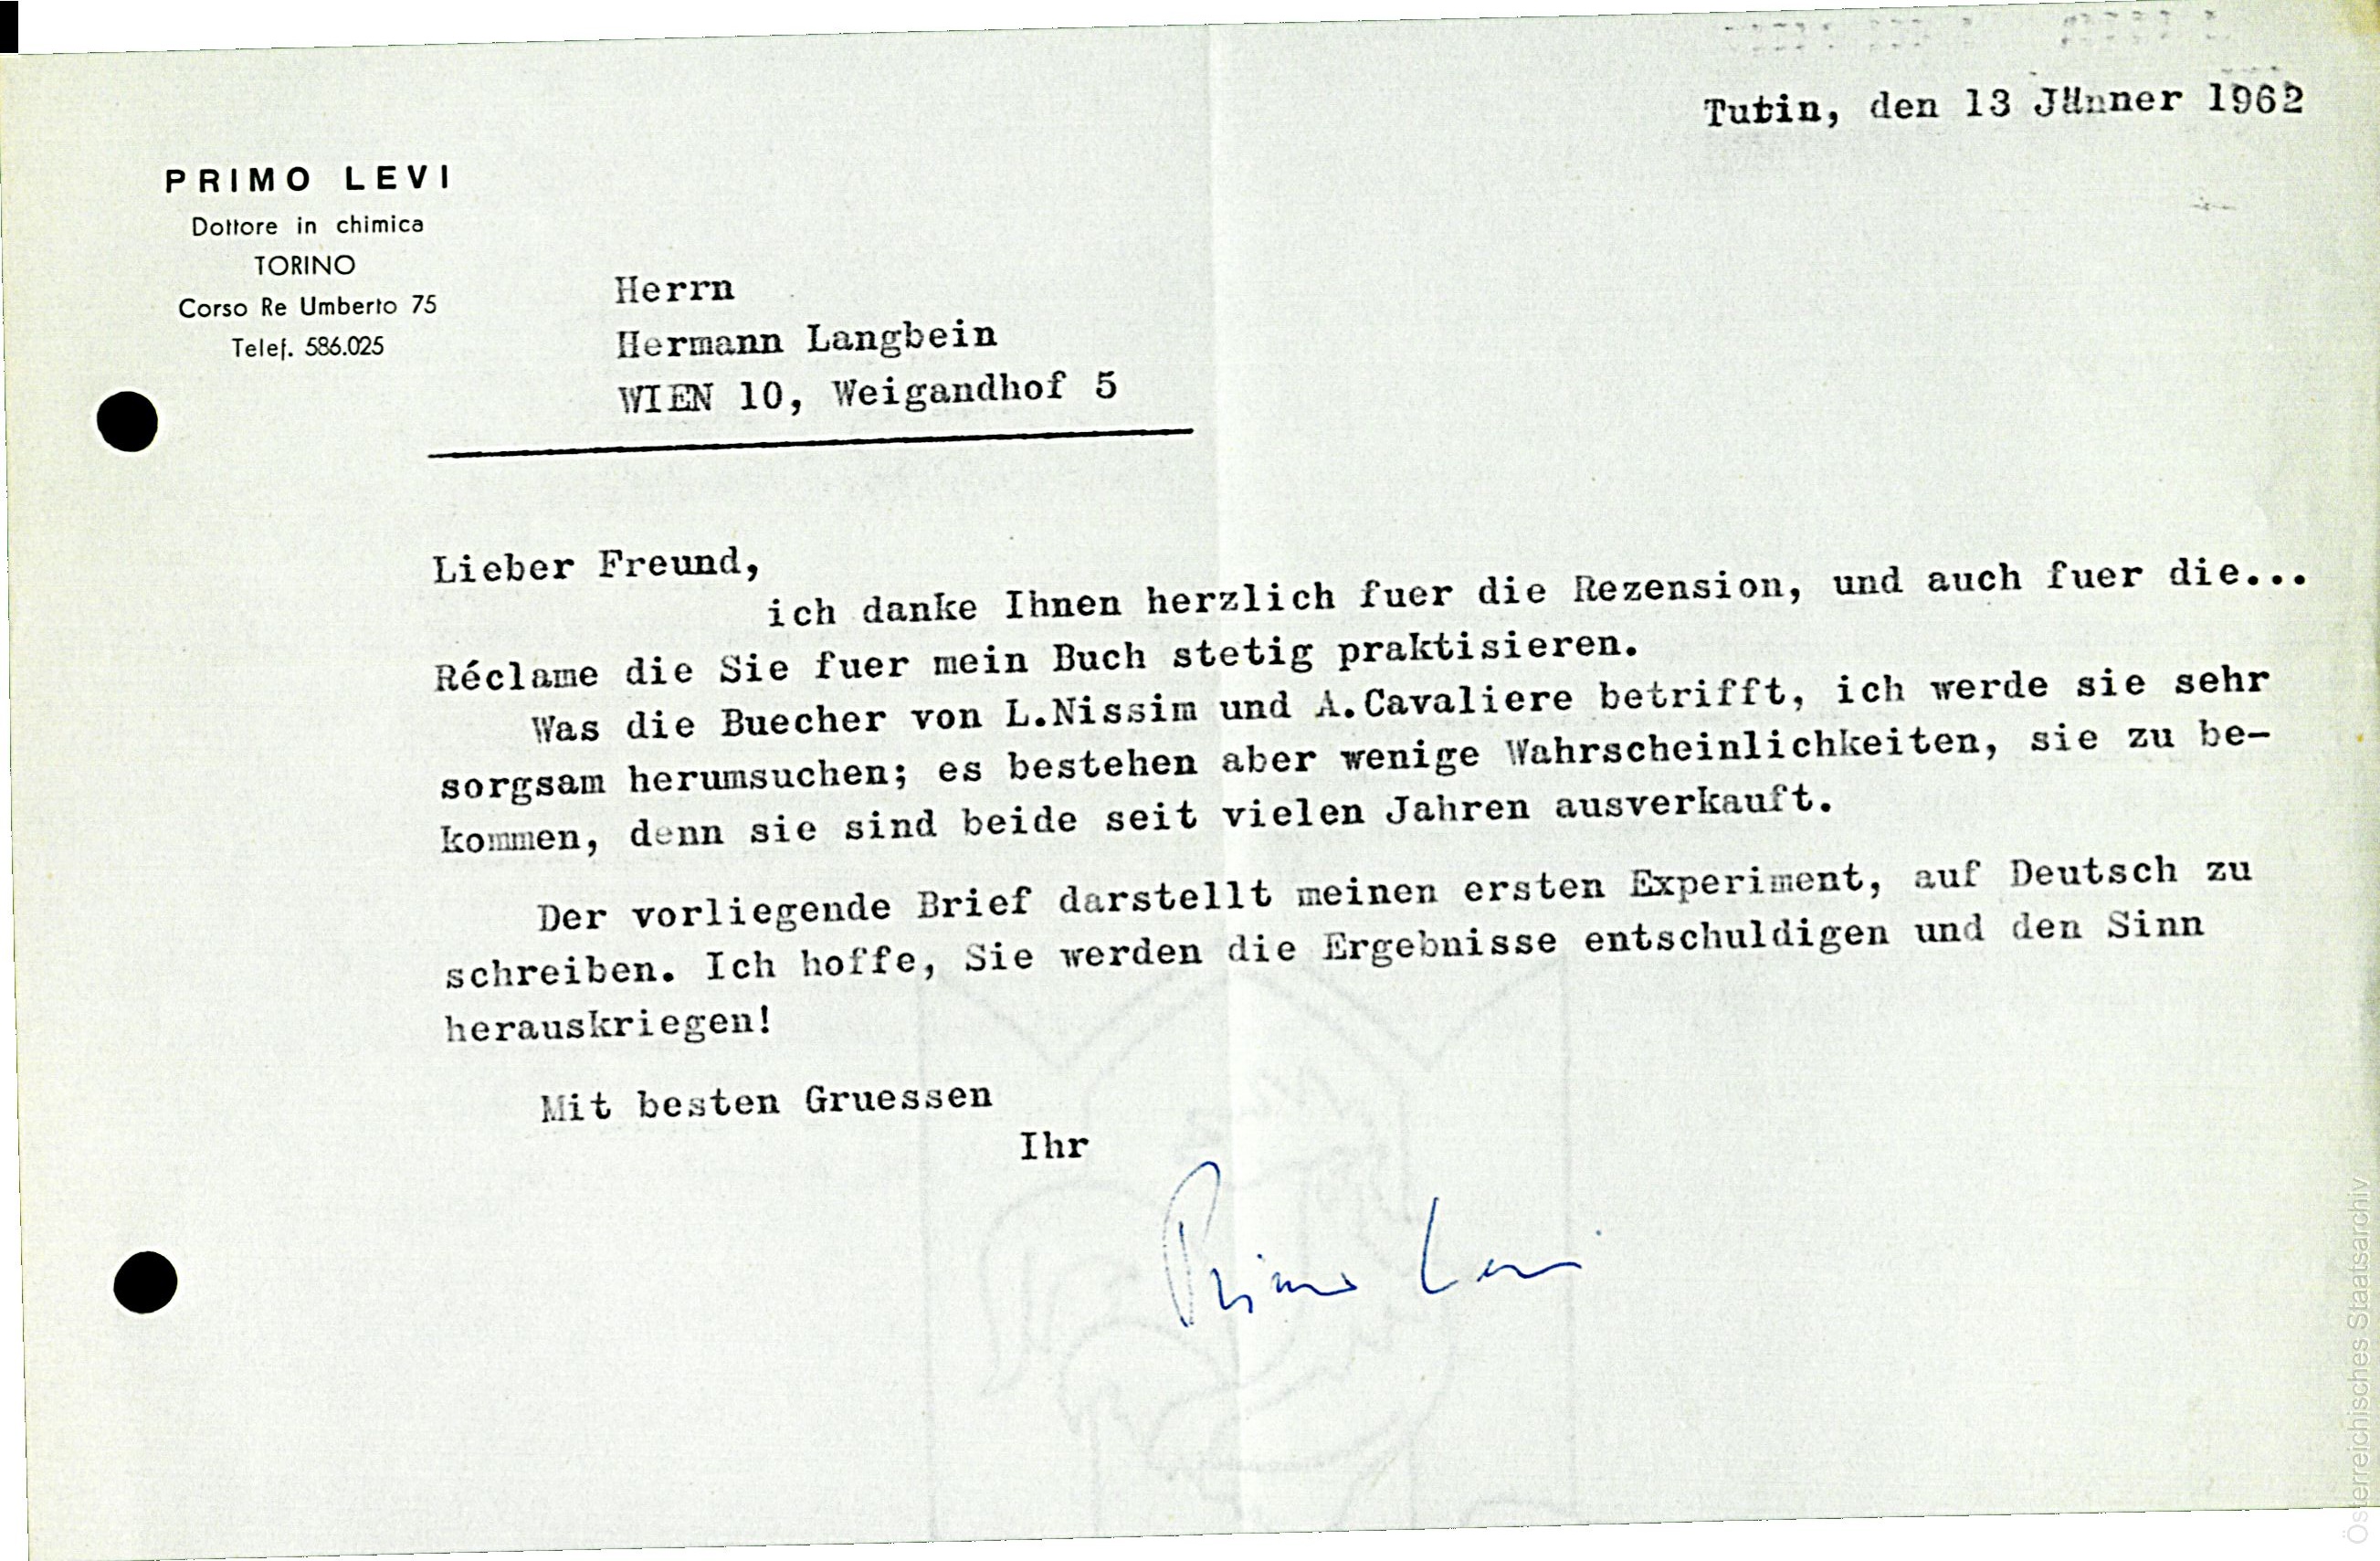 Tutin, den 13 Jänner 1962
PRIMO LEVI
Dottore in chimica
TORINO
Corso Re Umberto 75
Telef. 586.025
Herrn
Hermann Langbein
WIEN 10, Weigandhof 5
Lieber Freund,
ich danke Ihnen herzlich fuer die Rezension, und auch fuer die...
Réclame die Sie fuer mein Buch stetig praktisieren.
Was die Buecher von L.Nissim und A.Cavaliere betrifft, ich werde sie sehr
sorgsam herumsuchen; es bestehen aber wenige Wahrscheinlichkeiten, sie zu be-
kommen, denn sie sind beide seit vielen Jahren ausverkauft.
Der vorliegende Brief darstellt meinen ersten Experiment, auf Deutsch zu
schreiben. Ich hoffe, Sie werden die Ergebnisse entschuldigen und den Sinn
herauskriegen!
Mit besten Gruessen
Ihr
Primo Levi
Österreichisches Staatsarchiv